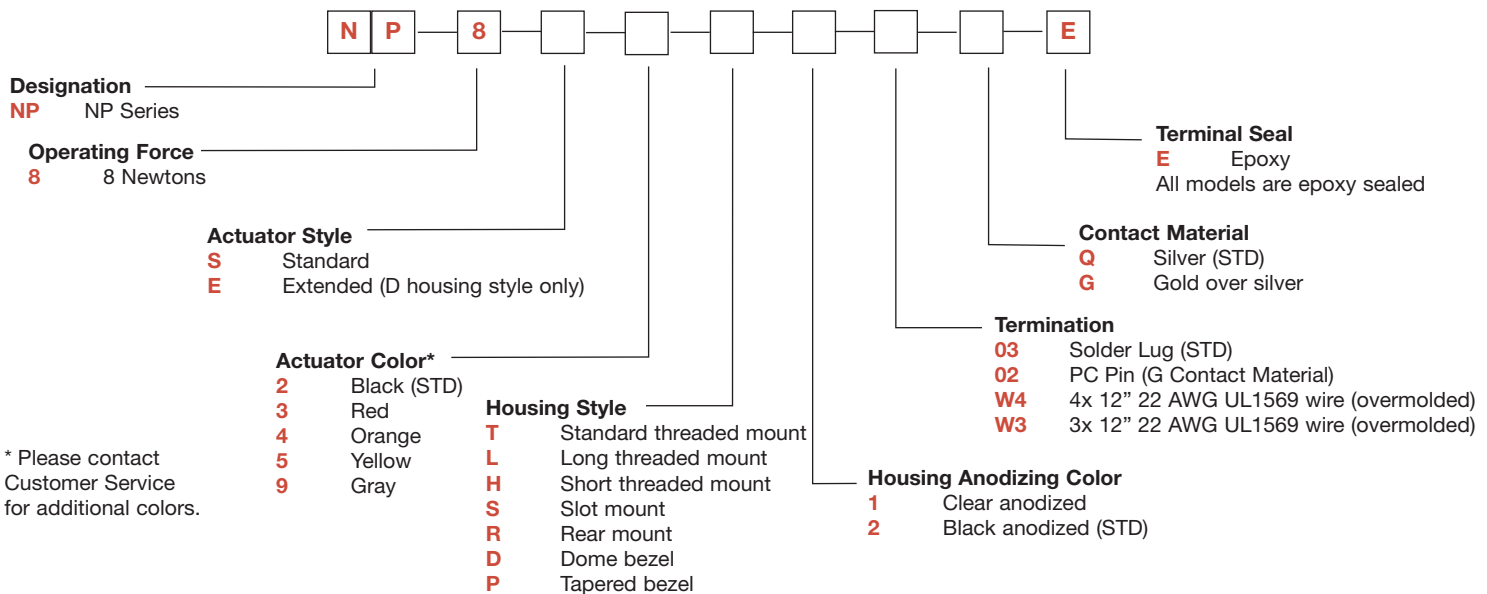 N P 8 E
Designation
NP NP Series
Operating Force
8 8 Newtons
Actuator Style
S Standard
E Extended (D housing style only)
Actuator Color*
2 Black (STD)
3 Red
4 Orange
5 Yellow
9 Gray
* Please contact
Customer Service
for additional colors.
Housing Style
T Standard threaded mount
L Long threaded mount
H Short threaded mount
S Slot mount
R Rear mount
D Dome bezel
P Tapered bezel
Housing Anodizing Color
1 Clear anodized
2 Black anodized (STD)
Termination
03 Solder Lug (STD)
02 PC Pin (G Contact Material)
W4 4x 12” 22 AWG UL1569 wire (overmolded)
W3 3x 12” 22 AWG UL1569 wire (overmolded)
Contact Material
Q Silver (STD)
G Gold over silver
Terminal Seal
E Epoxy
All models are epoxy sealed